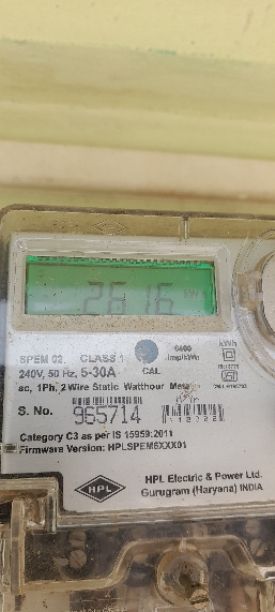 2616 kWh
SPEM 02. CLASS 1
6400 imp/kWh
kWh
240V, 50 Hz, 5-30A CAL
ac, 1Ph, 2 Wire Static Watthour Meter
S. No. 965714
Category C3 as per IS 15959:2011
Firmware Version: HPLSPEM6XXX01
HPL
HPL Electric & Power Ltd.
Gurugram (Haryana) INDIA